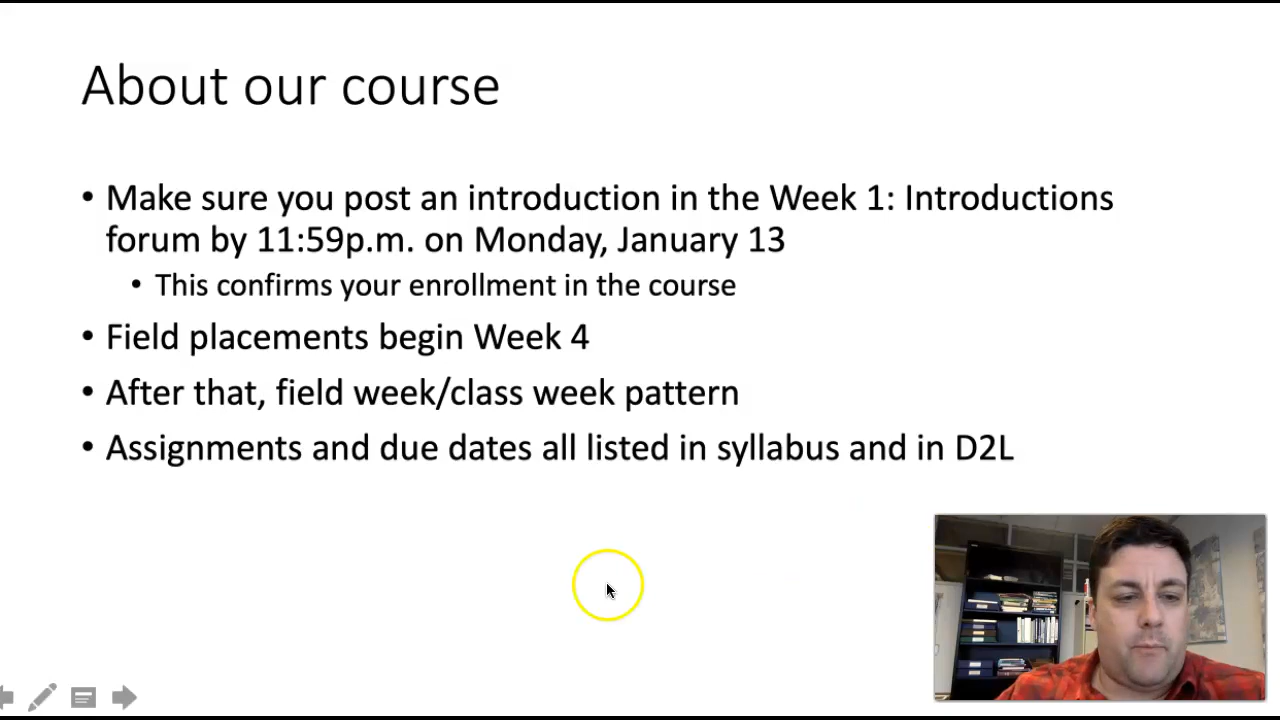 About our course
• Make sure you post an introduction in the Week 1: Introductions
forum by 11:59p.m. on Monday, January 13
• This confirms your enrollment in the course
• Field placements begin Week 4
• After that, field week/class week pattern
• Assignments and due dates all listed in syllabus and in D2L